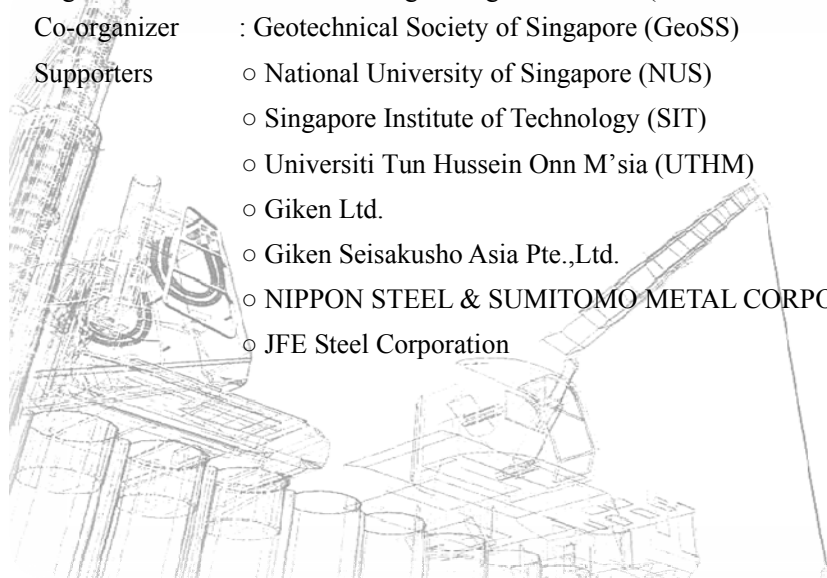 Co-organizer : Geotechnical Society of Singapore (GeoSS)
Supporters ○ National University of Singapore (NUS)
○ Singapore Institute of Technology (SIT)
○ Universiti Tun Hussein Onn M’sia (UTHM)
○ Giken Ltd.
○ Giken Seisakusho Asia Pte.,Ltd.
○ NIPPON STEEL & SUMITOMO METAL CORPO
○ JFE Steel Corporation